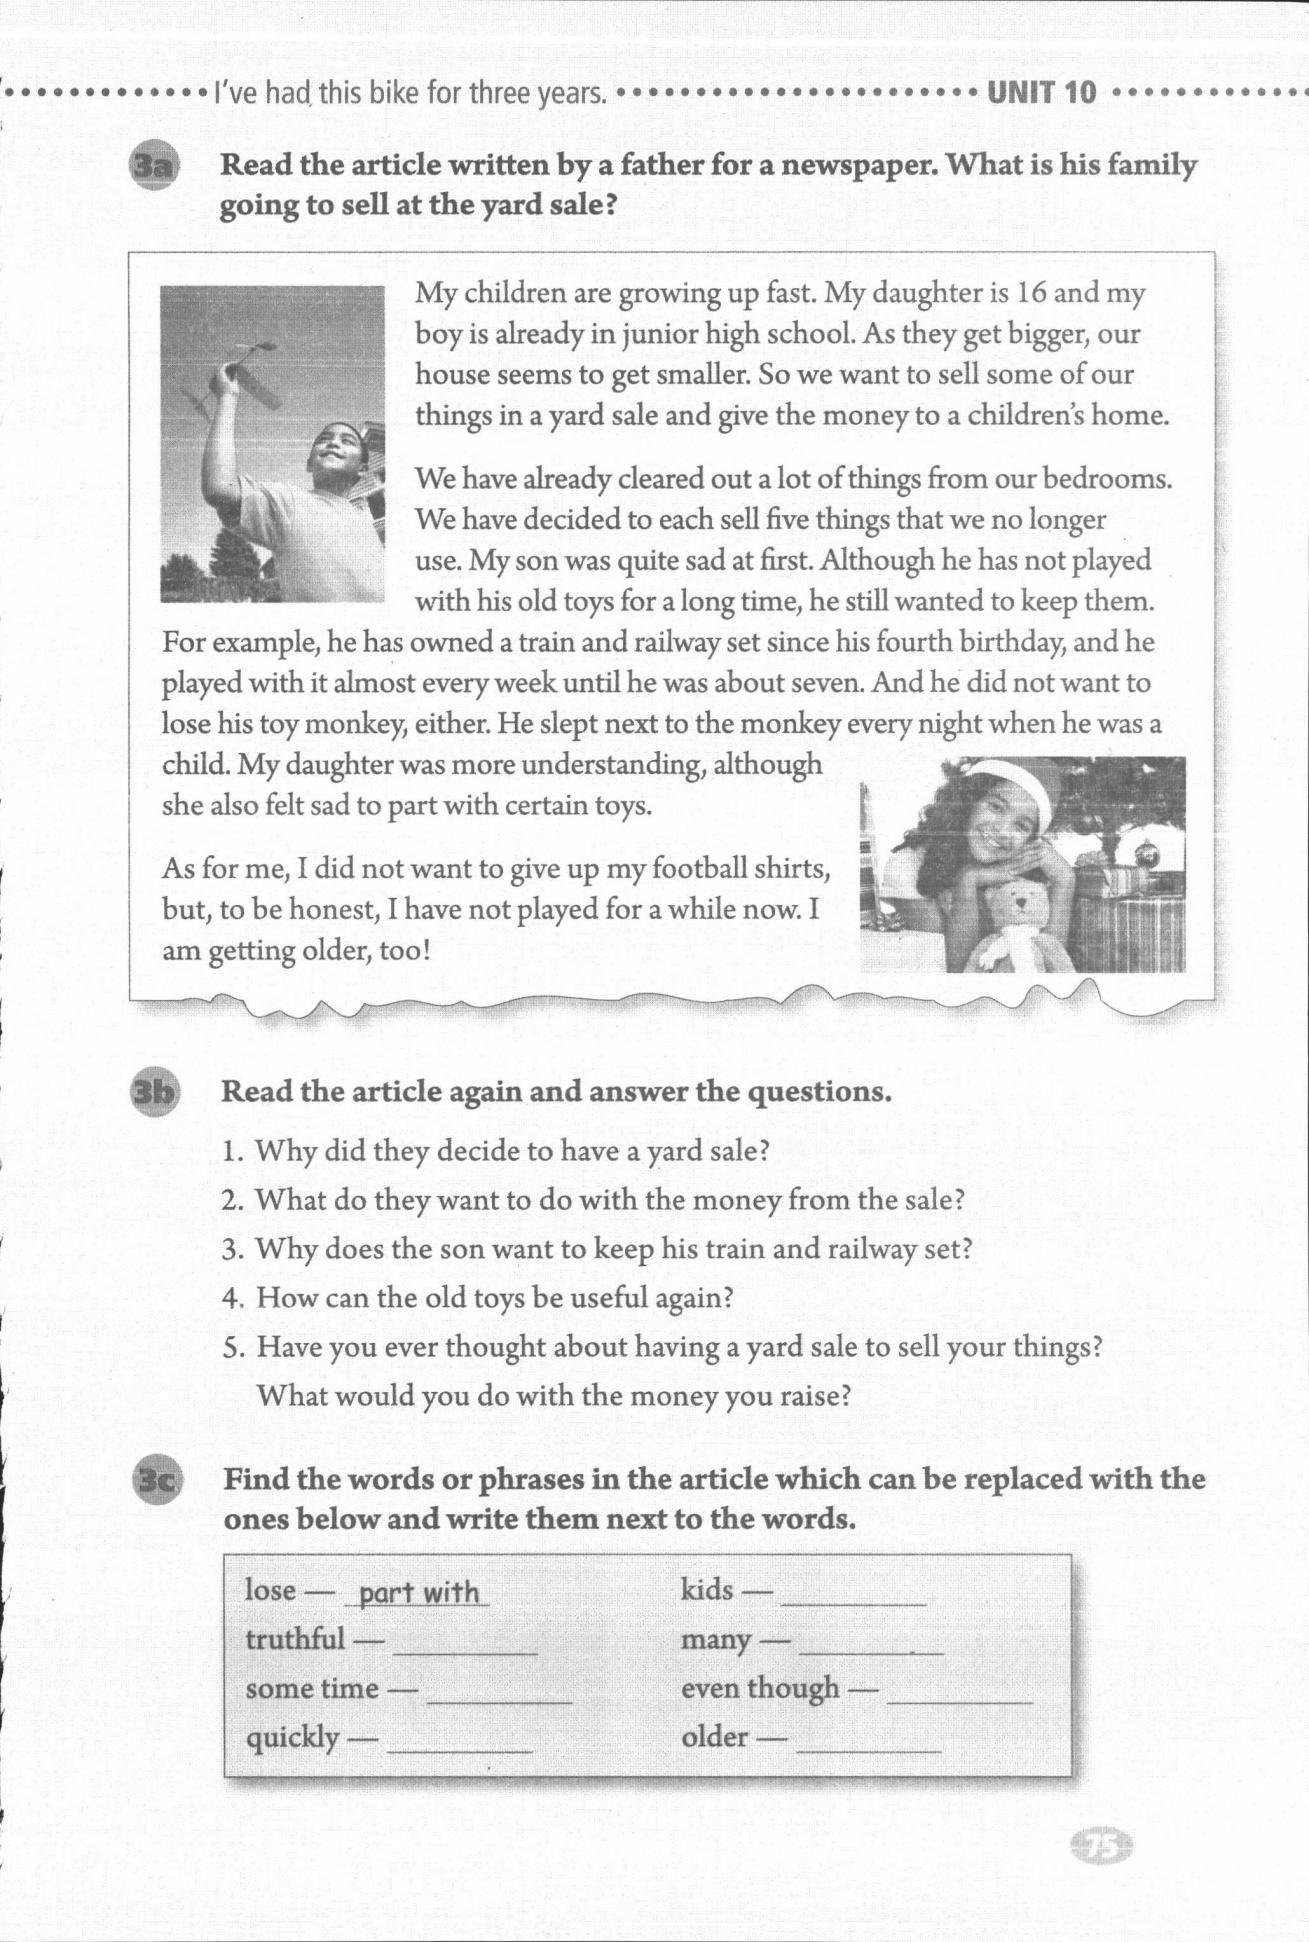 I've had this bike for three years.
UNIT 10
3a
Read the article written by a father for a newspaper. What is his family
going to sell at the yard sale?
My children are growing up fast. My daughter is 16 and my
boy is already in junior high school. As they get bigger, our
house seems to get smaller. So we want to sell some of our
things in a yard sale and give the money to a children's home.
We have already cleared out a lot of things from our bedrooms.
We have decided to each sell five things that we no longer
use. My son was quite sad at first. Although he has not played
with his old toys for a long time, he still wanted to keep them.
For example, he has owned a train and railway set since his fourth birthday, and he
played with it almost every week until he was about seven. And he did not want to
lose his toy monkey, either. He slept next to the monkey every night when he was a
child. My daughter was more understanding, although
she also felt sad to part with certain toys.
As for me, I did not want to give up my football shirts,
but, to be honest, I have not played for a while now. I
am getting older, too!
3b
Read the article again and answer the questions.
1. Why did they decide to have a yard sale?
2. What do they want to do with the money from the sale?
3. Why does the son want to keep his train and railway set?
4. How can the old toys be useful again?
5. Have you ever thought about having a yard sale to sell your things?
What would you do with the money you raise?
3c
Find the words or phrases in the article which can be replaced with the
ones below and write them next to the words.
lose — part with
kids —
truthful —
many —
some time —
even though —
quickly —
older —
75